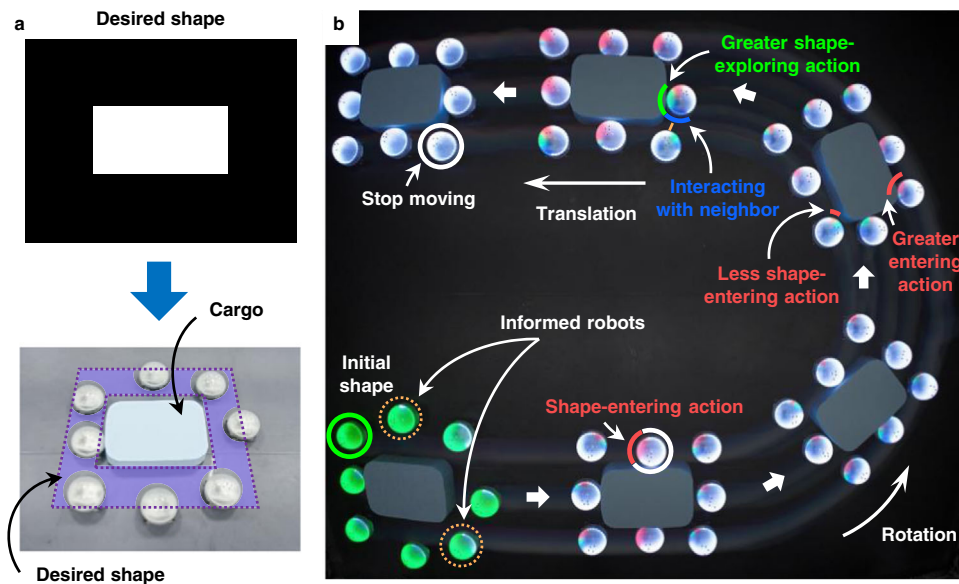 a
Desired shape
Cargo
Desired shape
b
Greater shape-
exploring action
Stop moving
Translation
Interacting
with neighbor
Less shape-
entering action
Greater
entering
action
Informed robots
Initial
shape
Shape-entering action
Rotation